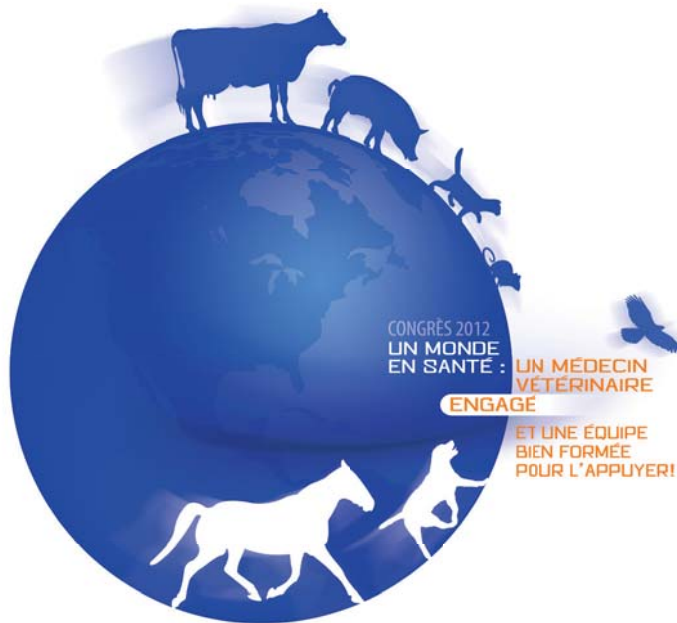 CONGRÈS 2012
UN MONDE
EN SANTÉ : UN MÉDECIN
VÉTÉRINAIRE
ENGAGÉ
ET UNE ÉQUIPE
BIEN FORMÉE
POUR L'APPUYER!